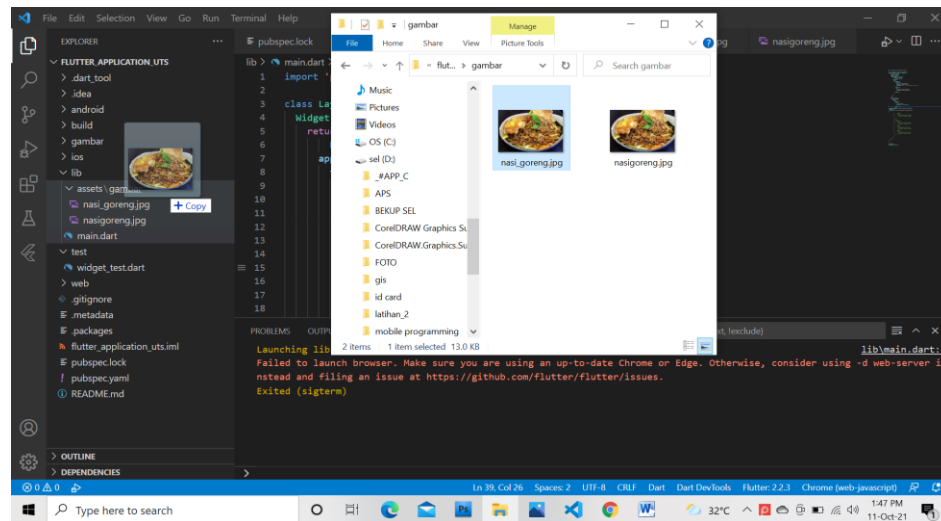 File Edit Selection View Go Run Terminal Help
EXPLORER
FLUTTER_APPLICATION_UTS
.dart_tool
.idea
android
build
gambar
ios
lib
assets\gam
nasi_goreng.jpg
nasigoreng.jpg
main.dart
test
widget_test.dart
web
.gitignore
.metadata
.packages
flutter_application_uts.iml
pubspec.lock
pubspec.yaml
README.md
OUTLINE
DEPENDENCIES
+ Copy
pubspec.lock
nasigoreng.jpg
lib > main.dart
1 import '
2
3 class La
4 Widget
5 retu
6
7 ap
8
9
10
11
12
13
14
15
16
17
18
gambar
Manage
File Home Share View Picture Tools
flut... > gambar
Search gambar
Music
Pictures
Videos
OS (C:)
sel (D:)
_#APP_C
APS
BEKUP SEL
CorelDRAW Graphics Su
CorelDRAW.Graphics.Su
FOTO
gis
id card
latihan_2
mobile programming
nasi_goreng.jpg
nasigoreng.jpg
2 items 1 item selected 13.0 KB
PROBLEMS OUTPU
xt, !exclude)
Launching lib
lib\main.dart:
Failed to launch browser. Make sure you are using an up-to-date Chrome or Edge. Otherwise, consider using -d web-server i
nstead and filing an issue at https://github.com/flutter/flutter/issues.
Exited (sigterm)
0 0
Ln 39, Col 26 Spaces: 2 UTF-8 CRLF Dart Dart DevTools Flutter: 2.2.3 Chrome (web-javascript)
Type here to search
32°C
1:47 PM
11-Oct-21